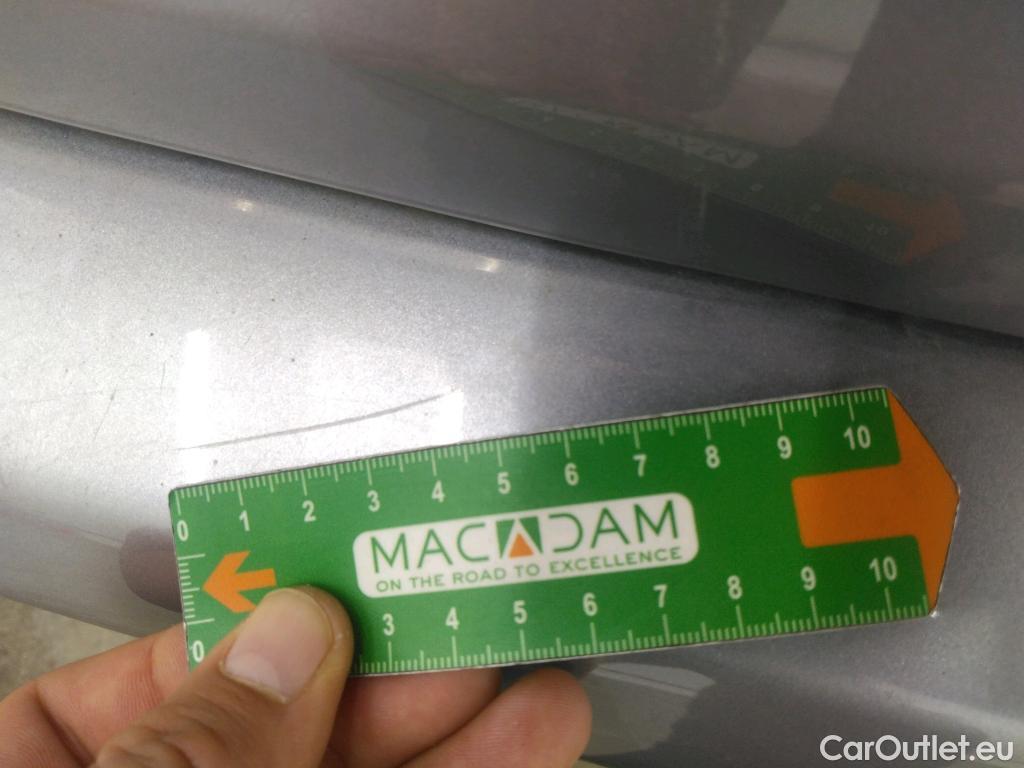 0 1 2 3 4 5 6 7 8 9 10
MACADAM
ON THE ROAD TO EXCELLENCE
0 3 4 5 6 7 8 9 10
CarOutlet.eu